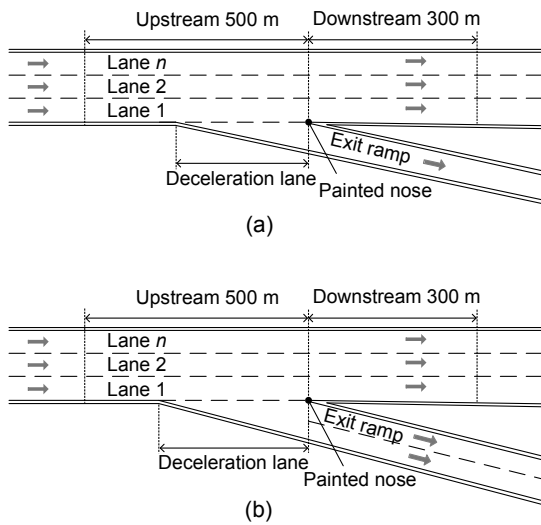 Upstream 500 m Downstream 300 m
Lane n
Lane 2
Lane 1
Exit ramp
Deceleration lane
Painted nose
(a)
Upstream 500 m Downstream 300 m
Lane n
Lane 2
Lane 1
Exit ramp
Deceleration lane
Painted nose
(b)